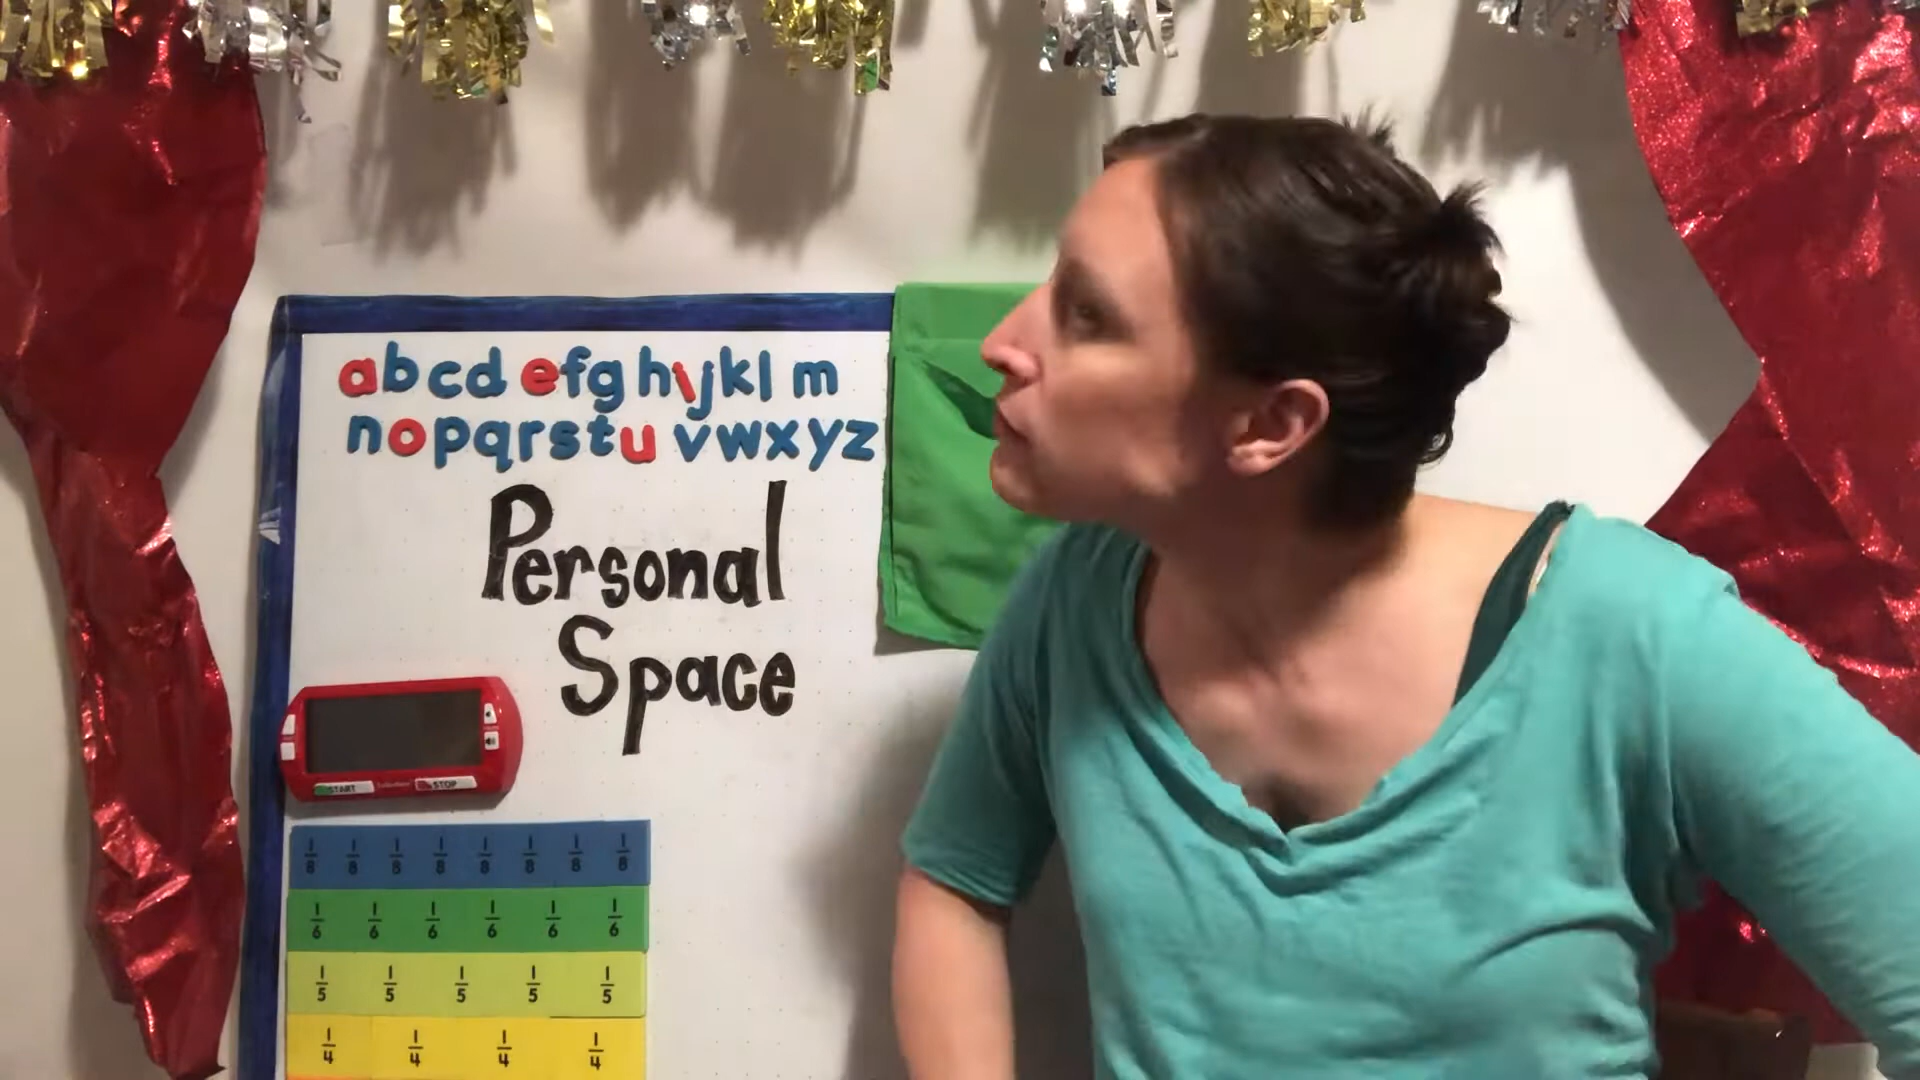 abcdefghijklm
nopqrstuvwxyz
Personal
Space
START STOP
1/8 1/8 1/8 1/8 1/8 1/8 1/8 1/8
1/6 1/6 1/6 1/6 1/6 1/6
1/5 1/5 1/5 1/5 1/5
1/4 1/4 1/4 1/4